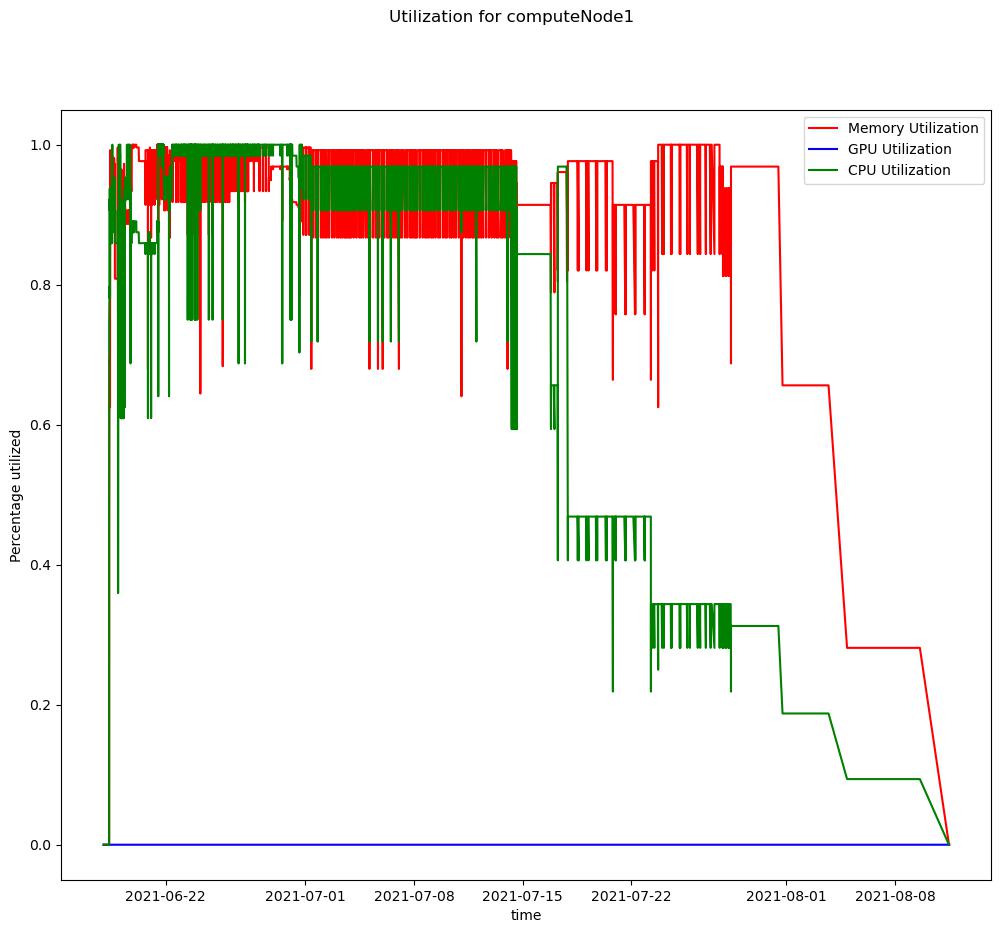 Utilization for computeNode1
Memory Utilization
GPU Utilization
CPU Utilization
Percentage utilized
1.0
0.8
0.6
0.4
0.2
0.0
2021-06-22
2021-07-01
2021-07-08
2021-07-15
2021-07-22
2021-08-01
2021-08-08
time